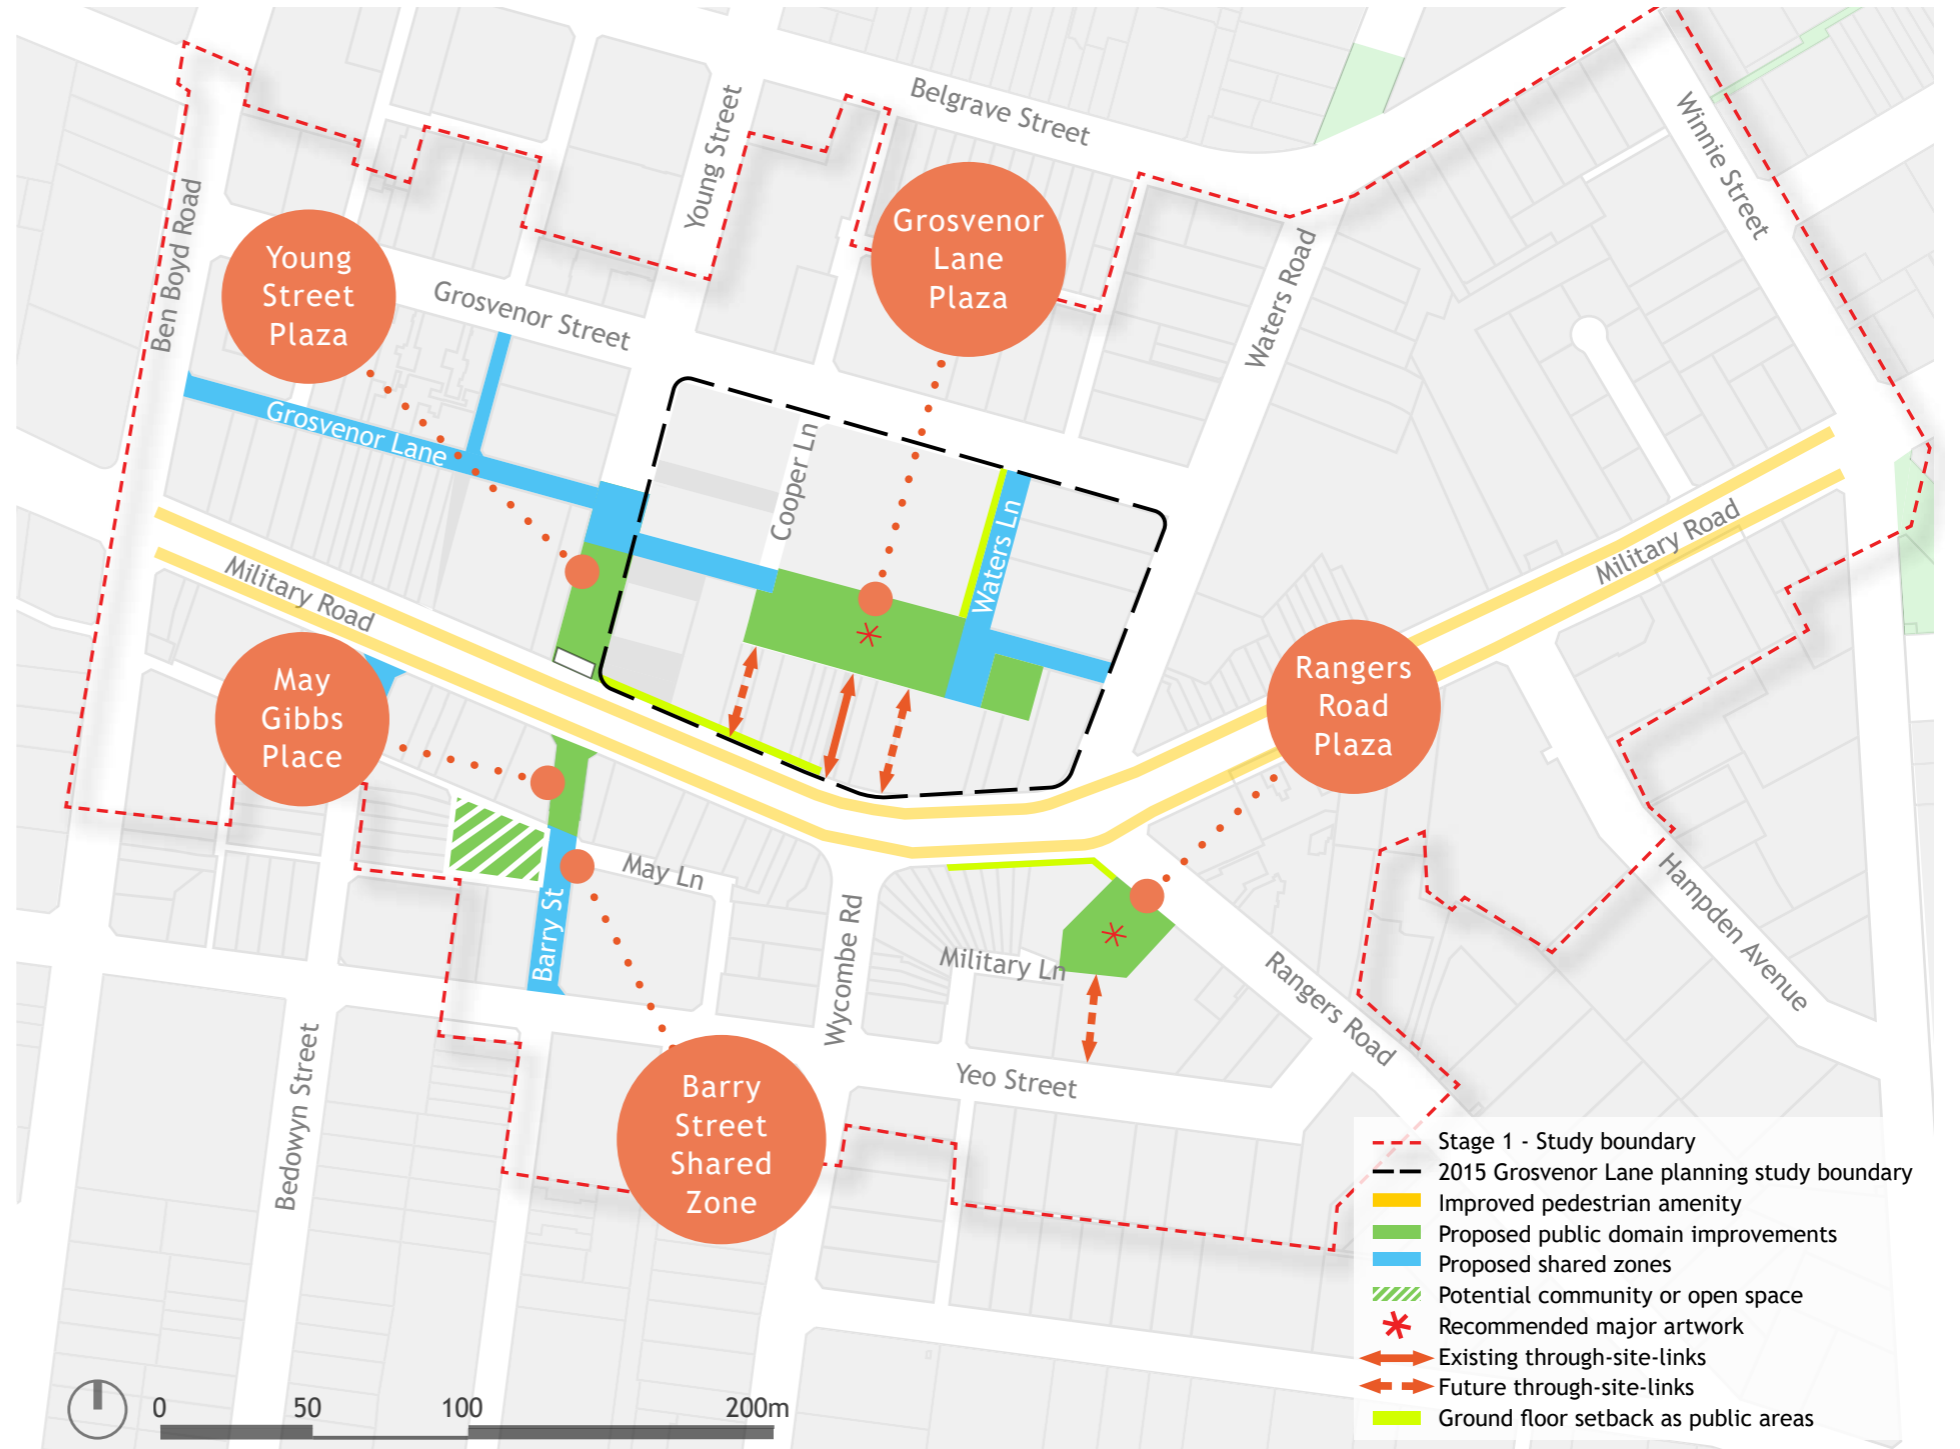 Belgrave Street
Young Street
Winnie Street
Ben Boyd Road
Grosvenor
Lane
Plaza
Young
Street
Plaza
Waters Road
Grosvenor Street
Grosvenor Lane
Cooper Ln
Waters Ln
Military Road
Military Road
May
Gibbs
Place
Rangers
Road
Plaza
May Ln
Barry St
Wycombe Rd
Military Ln
Hampden Avenue
Rangers Road
Bedowyn Street
Yeo Street
Barry
Street
Shared
Zone
Stage 1 - Study boundary
2015 Grosvenor Lane planning study boundary
Improved pedestrian amenity
Proposed public domain improvements
Proposed shared zones
Potential community or open space
Recommended major artwork
Existing through-site-links
Future through-site-links
Ground floor setback as public areas
0 50 100 200m